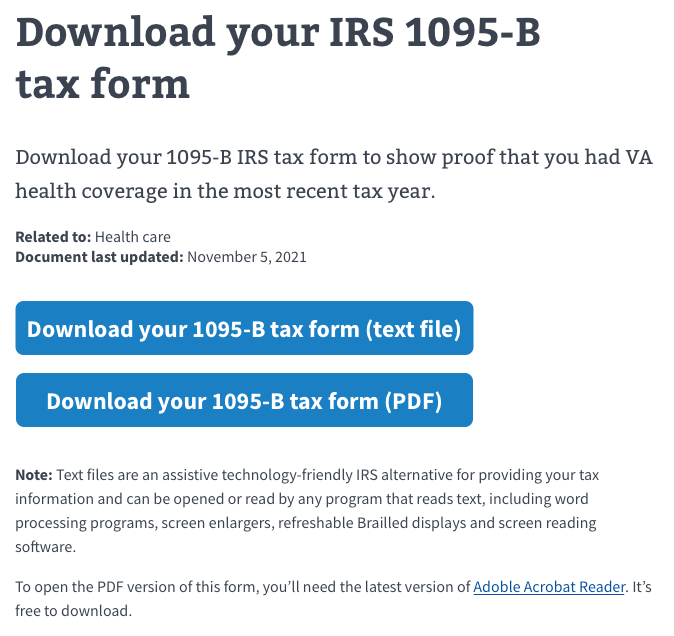 Download your IRS 1095-B
tax form
Download your 1095-B IRS tax form to show proof that you had VA
health coverage in the most recent tax year.
Related to: Health care
Document last updated: November 5, 2021
Download your 1095-B tax form (text file)
Download your 1095-B tax form (PDF)
Note: Text files are an assistive technology-friendly IRS alternative for providing your tax
information and can be opened or read by any program that reads text, including word
processing programs, screen enlargers, refreshable Brailled displays and screen reading
software.
To open the PDF version of this form, you’ll need the latest version of Adoble Acrobat Reader. It’s
free to download.